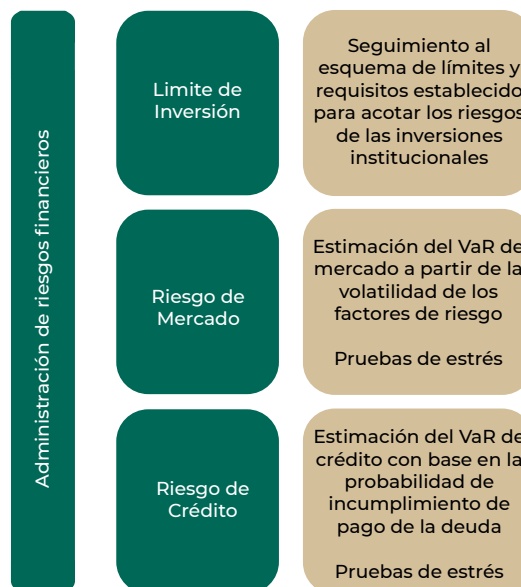 Administración de riesgos financieros
Limite de
Inversión
Seguimiento al
esquema de límites y
requisitos establecido
para acotar los riesgos
de las inversiones
institucionales
Riesgo de
Mercado
Estimación del VaR de
mercado a partir de la
volatilidad de los
factores de riesgo
Pruebas de estrés
Riesgo de
Crédito
Estimación del VaR de
crédito con base en la
probabilidad de
incumplimiento de
pago de la deuda
Pruebas de estrés